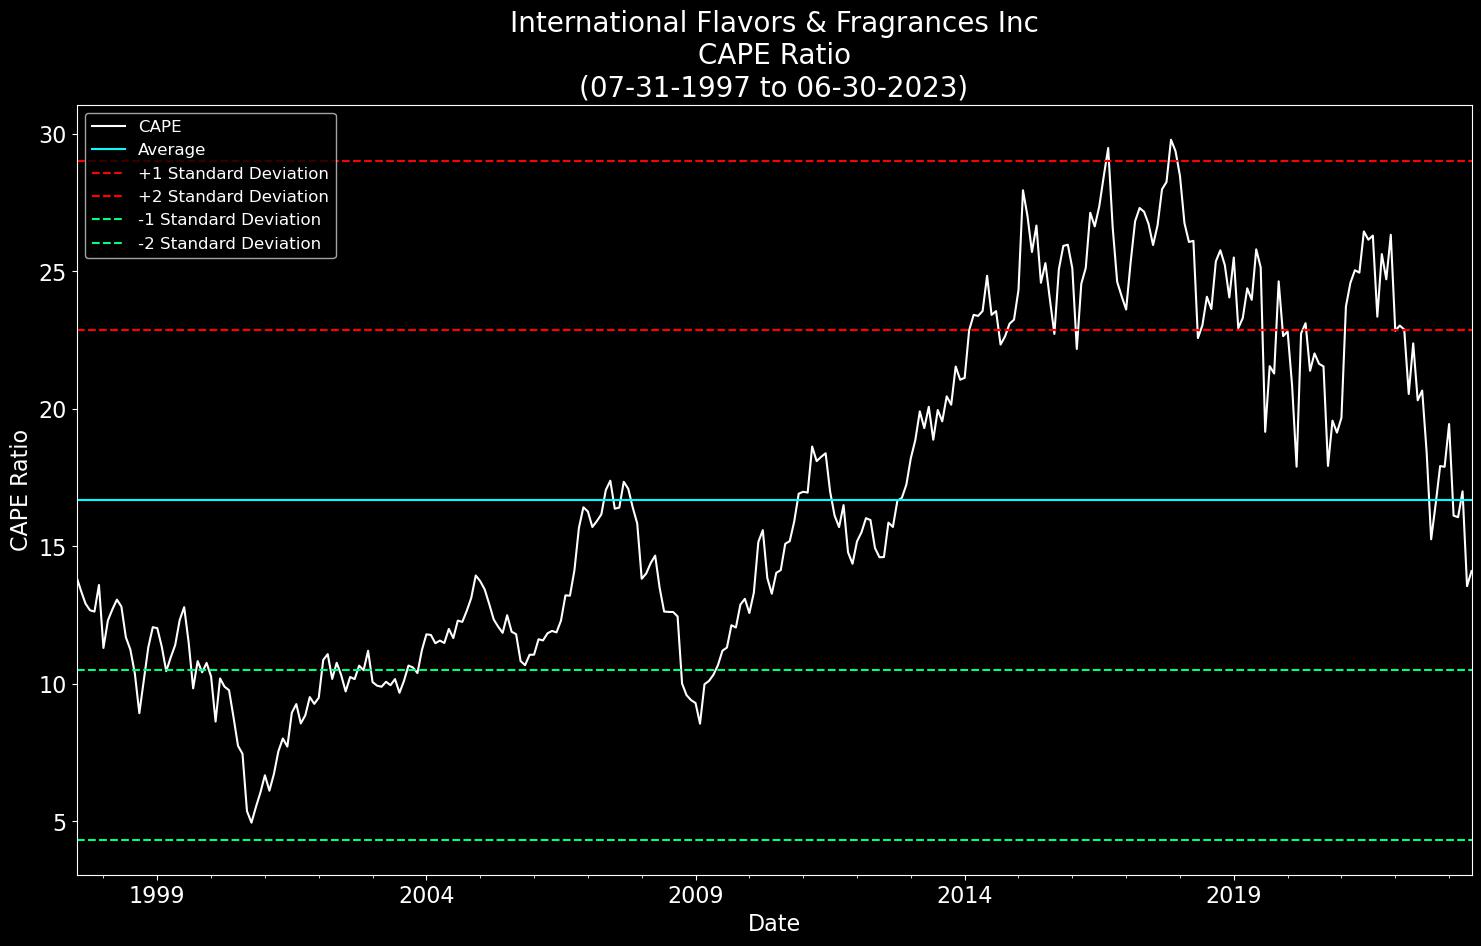 International Flavors & Fragrances Inc
CAPE Ratio
(07-31-1997 to 06-30-2023)
CAPE
Average
+1 Standard Deviation
+2 Standard Deviation
-1 Standard Deviation
-2 Standard Deviation
30
25
20
15
10
5
CAPE Ratio
1999
2004
2009
2014
2019
Date